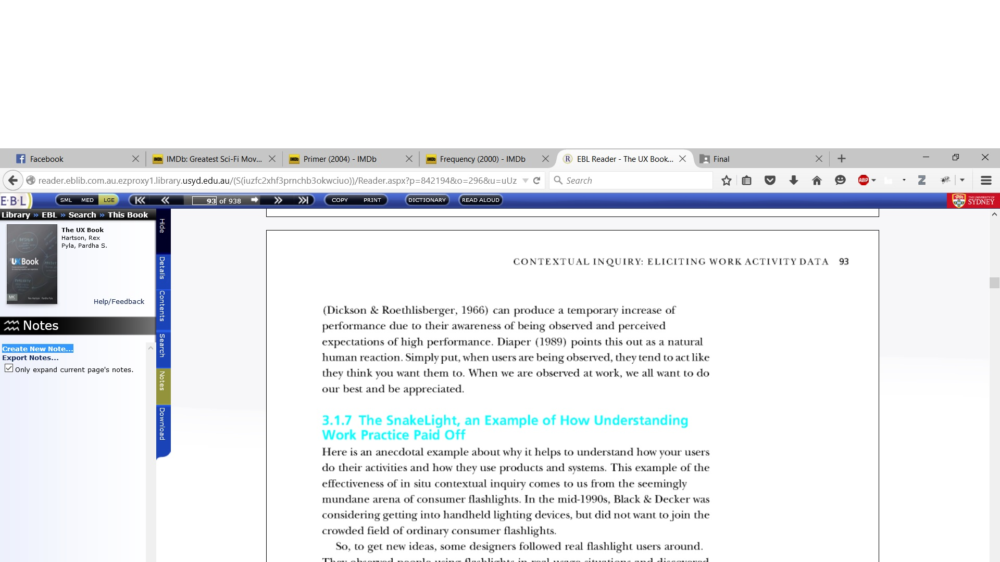 Facebook
IMDb: Greatest Sci-Fi Mov...
Primer (2004) - IMDb
Frequency (2000) - IMDb
EBL Reader - The UX Book...
Final
reader.eblib.com.au.ezproxy1.library.usyd.edu.au/(S(iuzfc2xhf3prnchb3okwciuo))/Reader.aspx?p=842194&o=296&u=uUz
Search
ABP
Z
E·B·L
SML MED LGE
93 of 938
COPY PRINT
DICTIONARY
READ ALOUD
THE UNIVERSITY OF
SYDNEY
Library » EBL » Search » This Book
The UX Book
Hartson, Rex
Pyla, Pardha S.
UX Book
MK
Help/Feedback
Notes
Create New Note...
Export Notes...
Only expand current page's notes.
Hide
Details
Contents
Search
Notes
Download
CONTEXTUAL INQUIRY: ELICITING WORK ACTIVITY DATA 93
(Dickson & Roethlisberger, 1966) can produce a temporary increase of
performance due to their awareness of being observed and perceived
expectations of high performance. Diaper (1989) points this out as a natural
human reaction. Simply put, when users are being observed, they tend to act like
they think you want them to. When we are observed at work, we all want to do
our best and be appreciated.
3.1.7 The SnakeLight, an Example of How Understanding
Work Practice Paid Off
Here is an anecdotal example about why it helps to understand how your users
do their activities and how they use products and systems. This example of the
effectiveness of in situ contextual inquiry comes to us from the seemingly
mundane arena of consumer flashlights. In the mid-1990s, Black & Decker was
considering getting into handheld lighting devices, but did not want to join the
crowded field of ordinary consumer flashlights.
So, to get new ideas, some designers followed real flashlight users around.
They observed people using flashlights in real usage situations and discovered